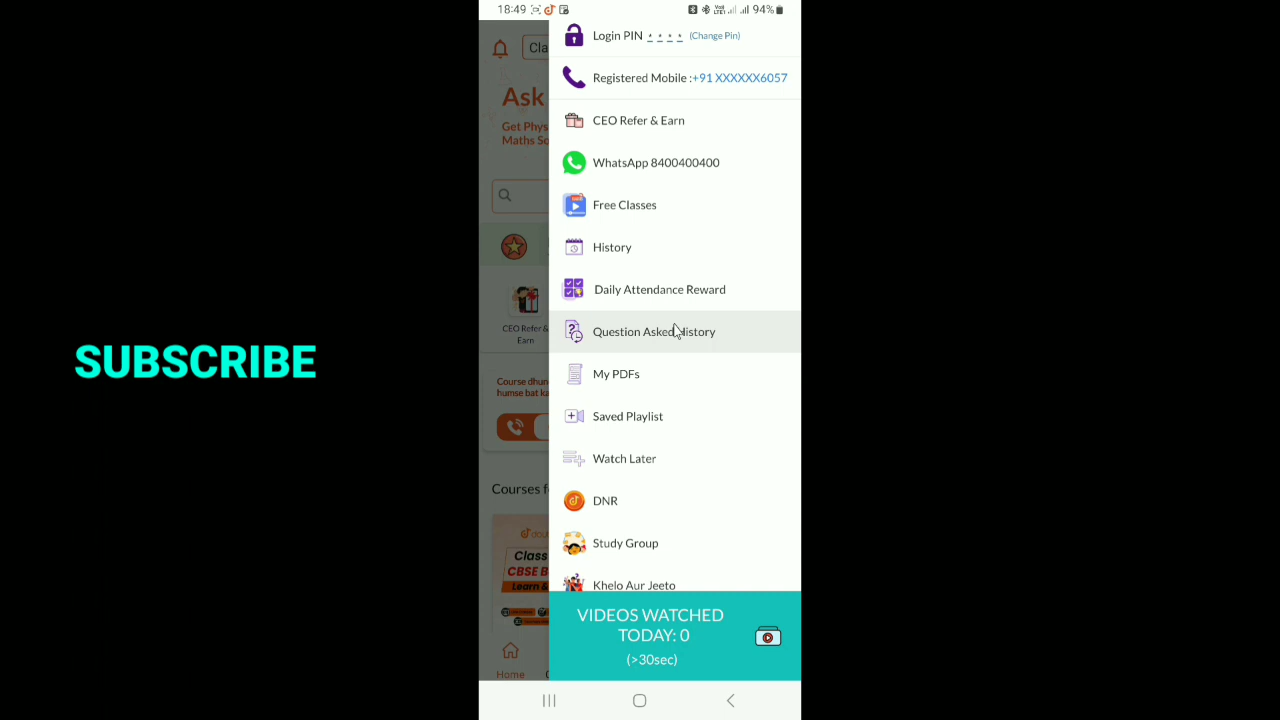 18:49
94%
Login PIN * * * * (Change Pin)
Registered Mobile :+91 XXXXXX6057
Cla
CEO Refer & Earn
Ask
Get Phys
Maths So
WhatsApp 8400400400
Free Classes
History
Daily Attendance Reward
CEO Refer &
Earn
Question Asked History
My PDFs
Course dhun
humse bat ka
Saved Playlist
SUBSCRIBE
Watch Later
Courses f
DNR
Study Group
Class
CBSE B
Learn &
Khelo Aur Jeeto
VIDEOS WATCHED
TODAY: 0
(>30sec)
Home